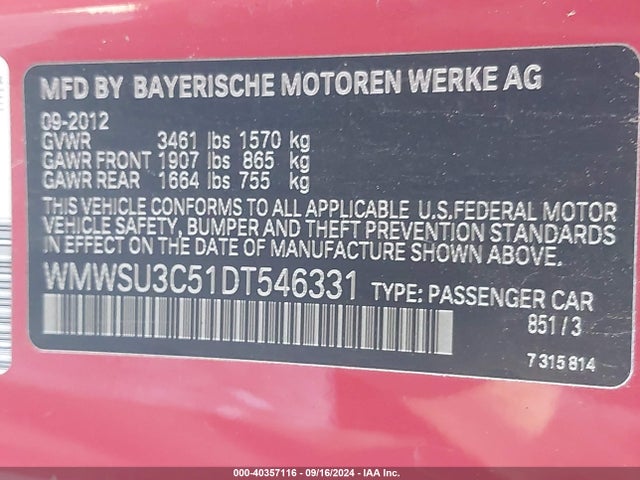 MFD BY BAYERISCHE MOTOREN WERKE AG
09-2012
GVWR 3461 lbs 1570 kg
GAWR FRONT 1907 lbs 865 kg
GAWR REAR 1664 lbs 755 kg
THIS VEHICLE CONFORMS TO ALL APPLICABLE U.S.FEDERAL MOTOR
VEHICLE SAFETY, BUMPER AND THEFT PREVENTION STANDARDS
IN EFFECT ON THE DATE OF MANUFACTURE SHOWN ABOVE.
WMWSU3C51DT546331 TYPE: PASSENGER CAR
851/3
7315814
000-40357116 - 09/16/2024 - IAA Inc.